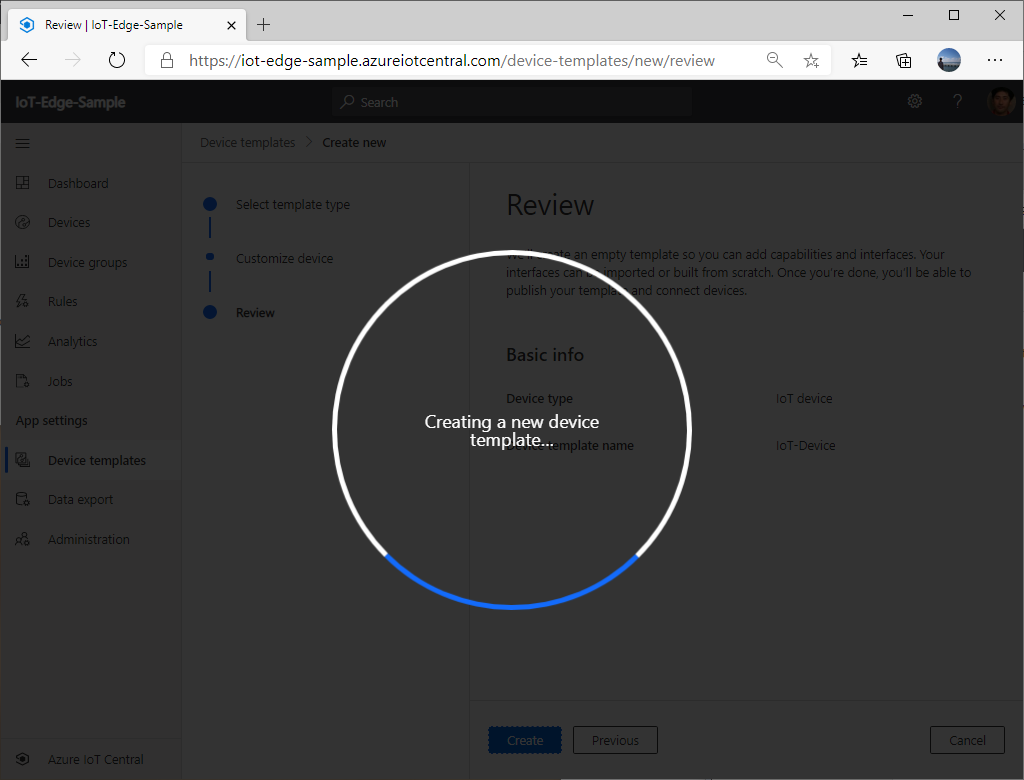 Review | IoT-Edge-Sample
https://iot-edge-sample.azureiotcentral.com/device-templates/new/review
IoT-Edge-Sample
Search
?
Device templates > Create new
Dashboard
Devices
Device groups
Rules
Analytics
Jobs
App settings
Device templates
Data export
Administration
Azure IoT Central
Select template type
Customize device
Review
Review
We'll create an empty template so you can add capabilities and interfaces. Your
interfaces can be imported or built from scratch. Once you're done, you'll be able to
publish your template and connect devices.
Basic info
Device type IoT device
Device template name IoT-Device
Creating a new device
template...
Create
Previous
Cancel